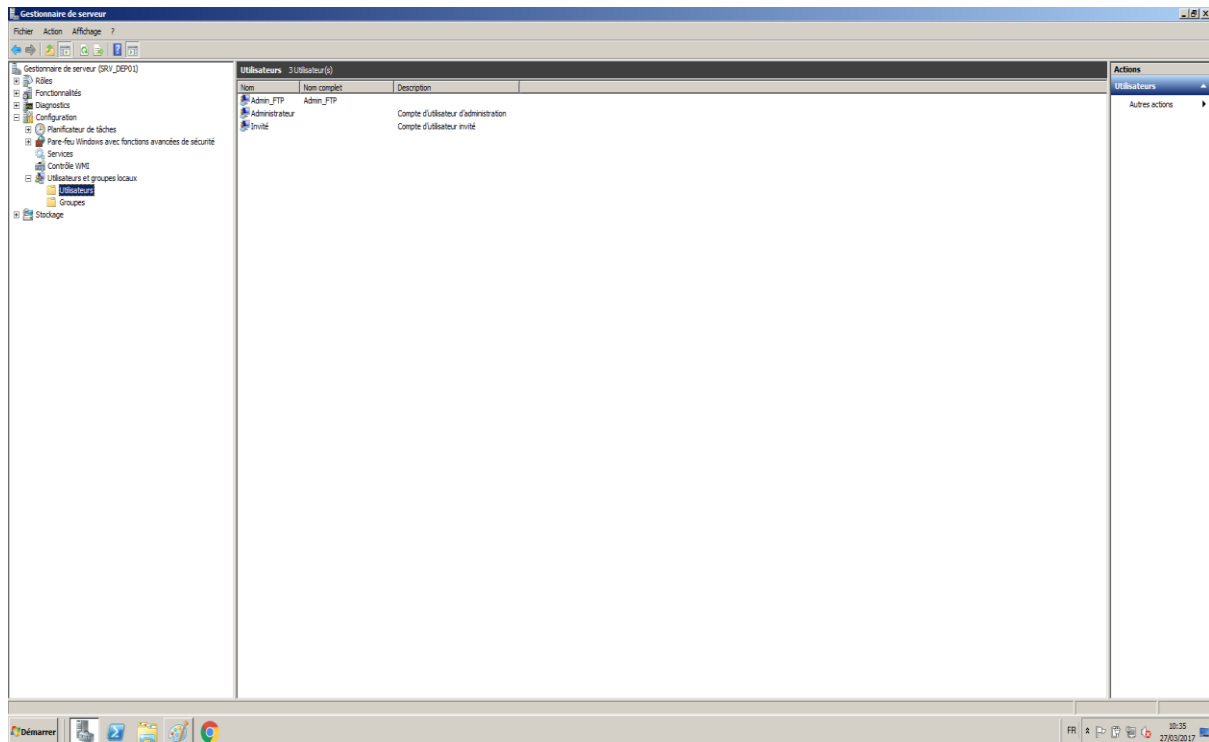 Gestionnaire de serveur
Fichier Action Affichage ?
Gestionnaire de serveur (SRV_DEP01)
Rôles
Fonctionnalités
Diagnostics
Configuration
Planificateur de tâches
Pare-feu Windows avec fonctions avancées de sécurité
Services
Contrôle WMI
Utilisateurs et groupes locaux
Utilisateurs
Groupes
Stockage
Utilisateurs 3 Utilisateur(s)
Nom Nom complet Description
Admin_FTP Admin_FTP
Administrateur Compte d'utilisateur d'administration
Invité Compte d'utilisateur invité
Actions
Utilisateurs
Autres actions
Démarrer
FR
10:35
27/03/2017